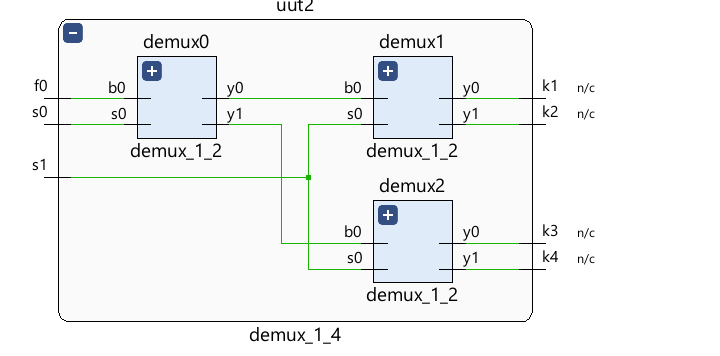 uut2
demux0
demux1
f0 b0 y0 b0 y0 k1 n/c
s0 s0 y1 s0 y1 k2 n/c
demux_1_2 demux_1_2
s1
demux2
b0 y0 k3 n/c
s0 y1 k4 n/c
demux_1_2
demux_1_4